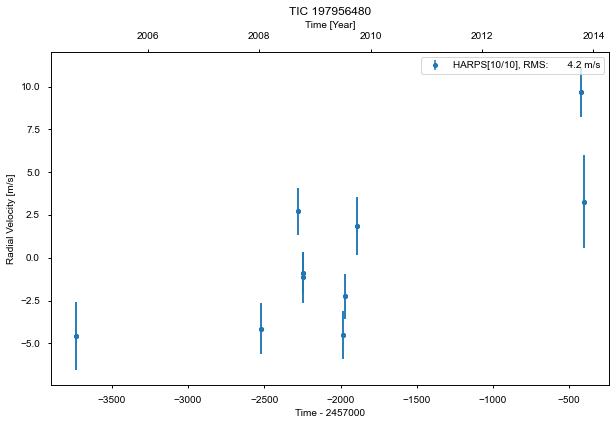 TIC 197956480
Time [Year]
2006 2008 2010 2012 2014
HARPS[10/10], RMS: 4.2 m/s
Radial Velocity [m/s]
10.0
7.5
5.0
2.5
0.0
−2.5
−5.0
−3500 −3000 −2500 −2000 −1500 −1000 −500
Time - 2457000